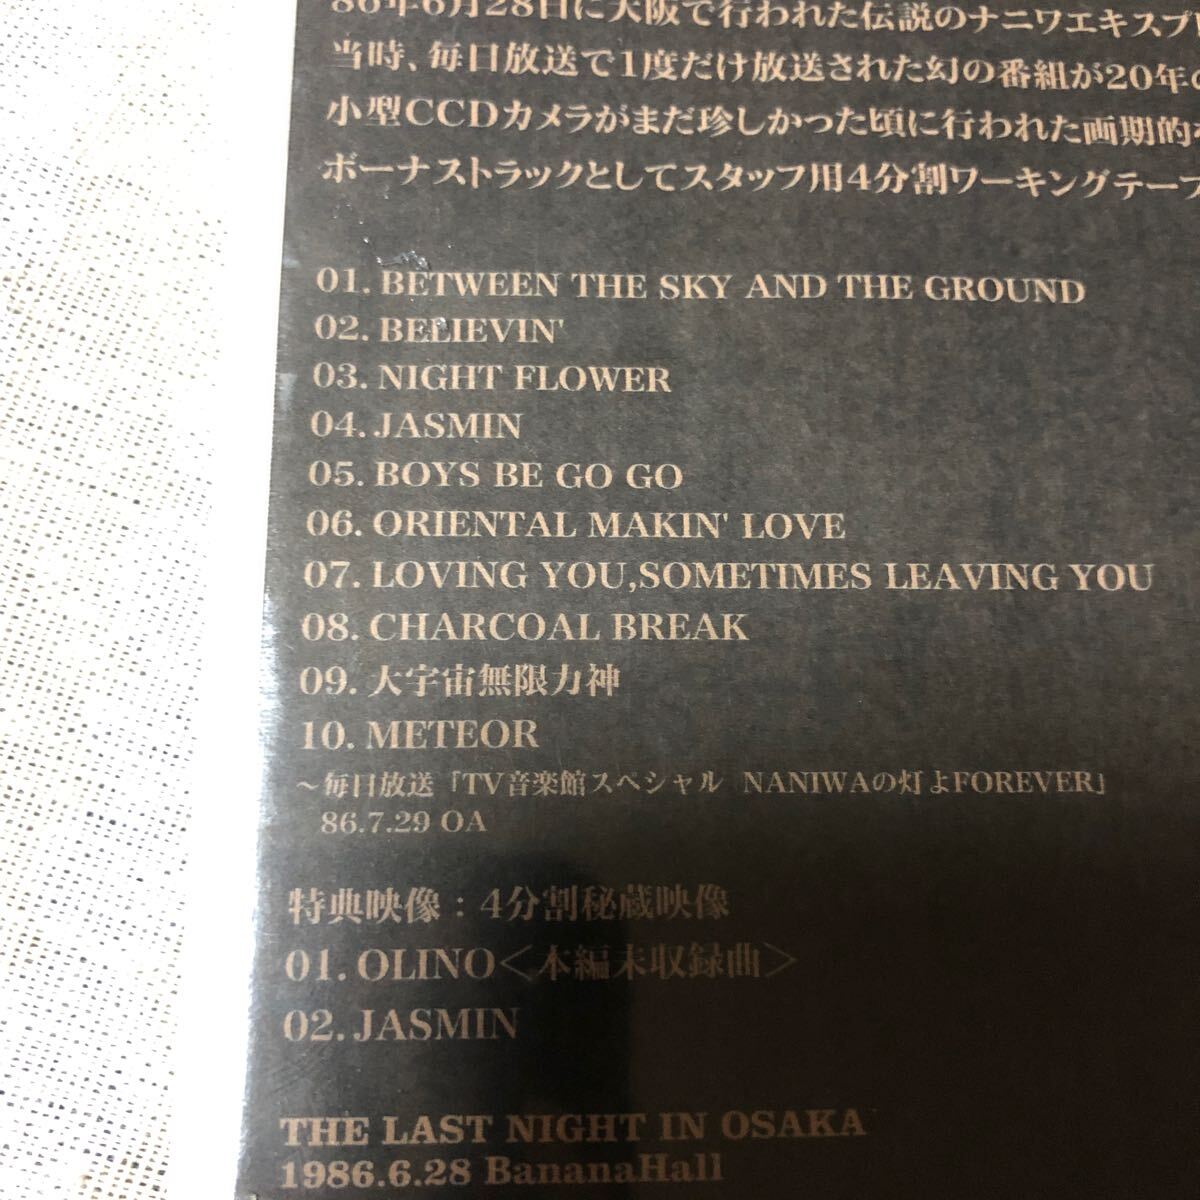 86年6月28日に大阪で行われた伝説のナニワエキスプ
当時、毎日放送で1度だけ放送された幻の番組が20年の
小型CCDカメラがまだ珍しかった頃に行われた画期的
ボーナストラックとしてスタッフ用4分割ワーキングテープ
01. BETWEEN THE SKY AND THE GROUND
02. BELIEVIN'
03. NIGHT FLOWER
04. JASMIN
05. BOYS BE GO GO
06. ORIENTAL MAKIN' LOVE
07. LOVING YOU,SOMETIMES LEAVING YOU
08. CHARCOAL BREAK
09. 大宇宙無限力神
10. METEOR
～毎日放送「TV音楽館スペシャル NANIWAの灯よFOREVER」
86.7.29 OA
特典映像：4分割秘蔵映像
01. OLINO＜本編未収録曲＞
02. JASMIN
THE LAST NIGHT IN OSAKA
1986.6.28 BananaHall